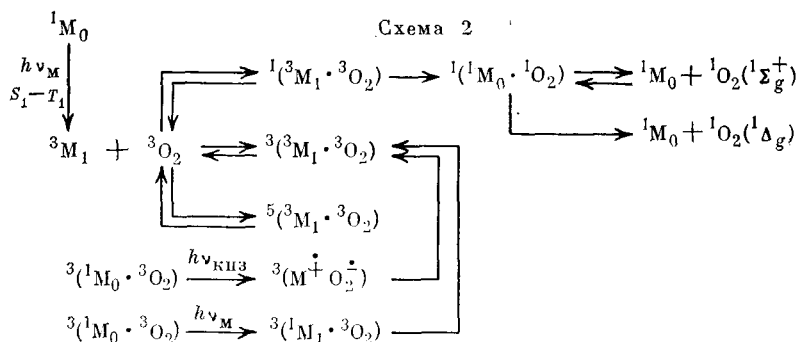 Схема 2
¹M₀
hν_M
S₁—T₁
¹(³M₁ · ³O₂) → ¹(¹M₀ · ¹O₂) ⇄ ¹M₀ + ¹O₂(¹Σg⁺)
¹M₀ + ¹O₂(¹Δg)
³M₁ + ³O₂ ⇄ ³(³M₁ · ³O₂)
⁵(³M₁ · ³O₂)
³(¹M₀ · ³O₂) hν_КПЗ → ³(M∔ O₂∸)
³(¹M₀ · ³O₂) hν_M → ³(¹M₁ · ³O₂)